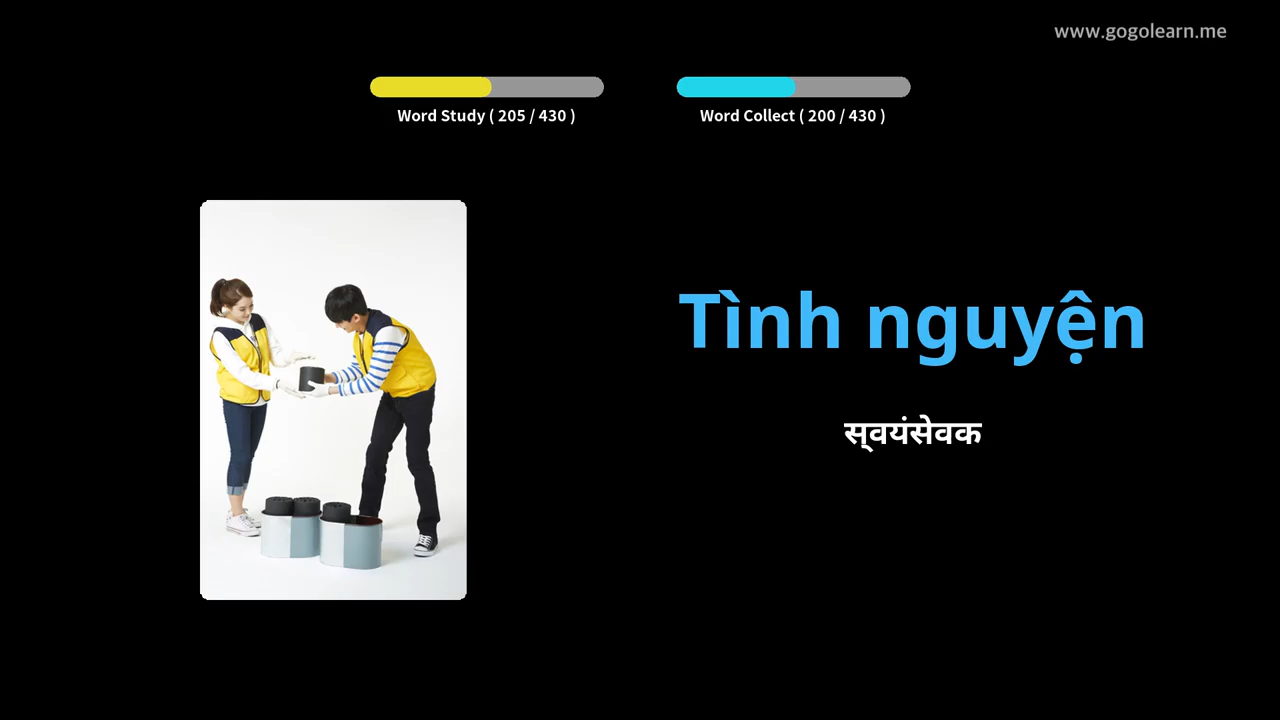 www.gogolearn.me
Word Study ( 205 / 430 )
Word Collect ( 200 / 430 )
Tình nguyện
स्वयंसेवक